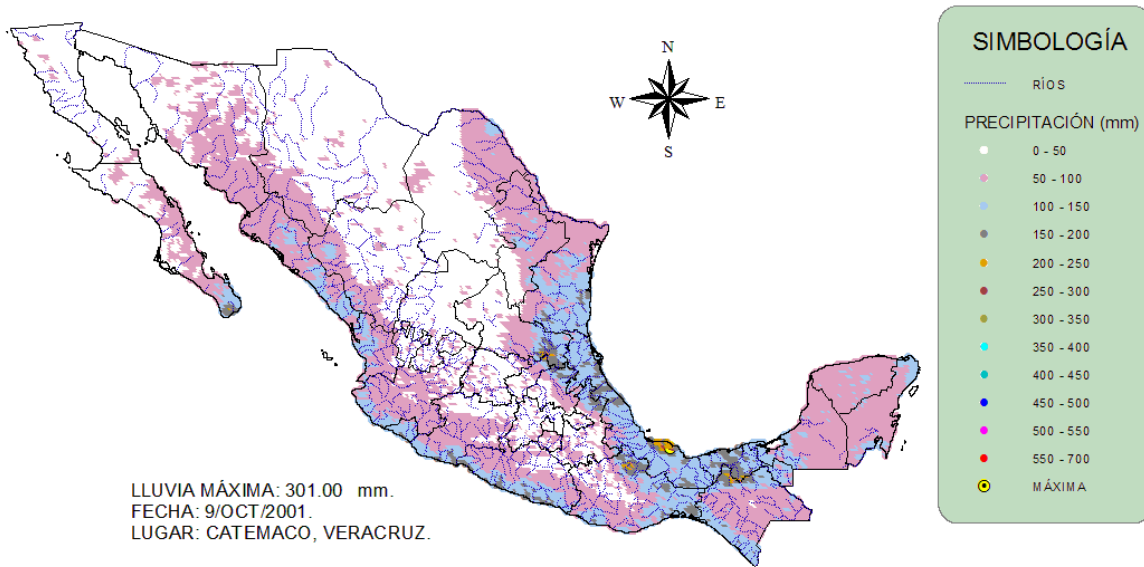 N
W
E
S
LLUVIA MÁXIMA: 301.00 mm.
FECHA: 9/OCT/2001.
LUGAR: CATEMACO, VERACRUZ.
SIMBOLOGÍA
RÍOS
PRECIPITACIÓN (mm)
0 - 50
50 - 100
100 - 150
150 - 200
200 - 250
250 - 300
300 - 350
350 - 400
400 - 450
450 - 500
500 - 550
550 - 700
MÁXIMA